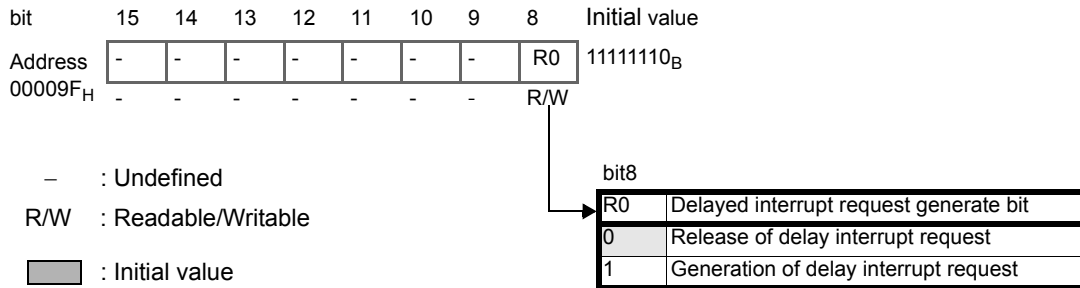 bit 15 14 13 12 11 10 9 8 Initial value
Address - - - - - - - R0 11111110B
00009FH - - - - - - - R/W
– : Undefined
R/W : Readable/Writable
: Initial value
bit8
R0 Delayed interrupt request generate bit
0 Release of delay interrupt request
1 Generation of delay interrupt request